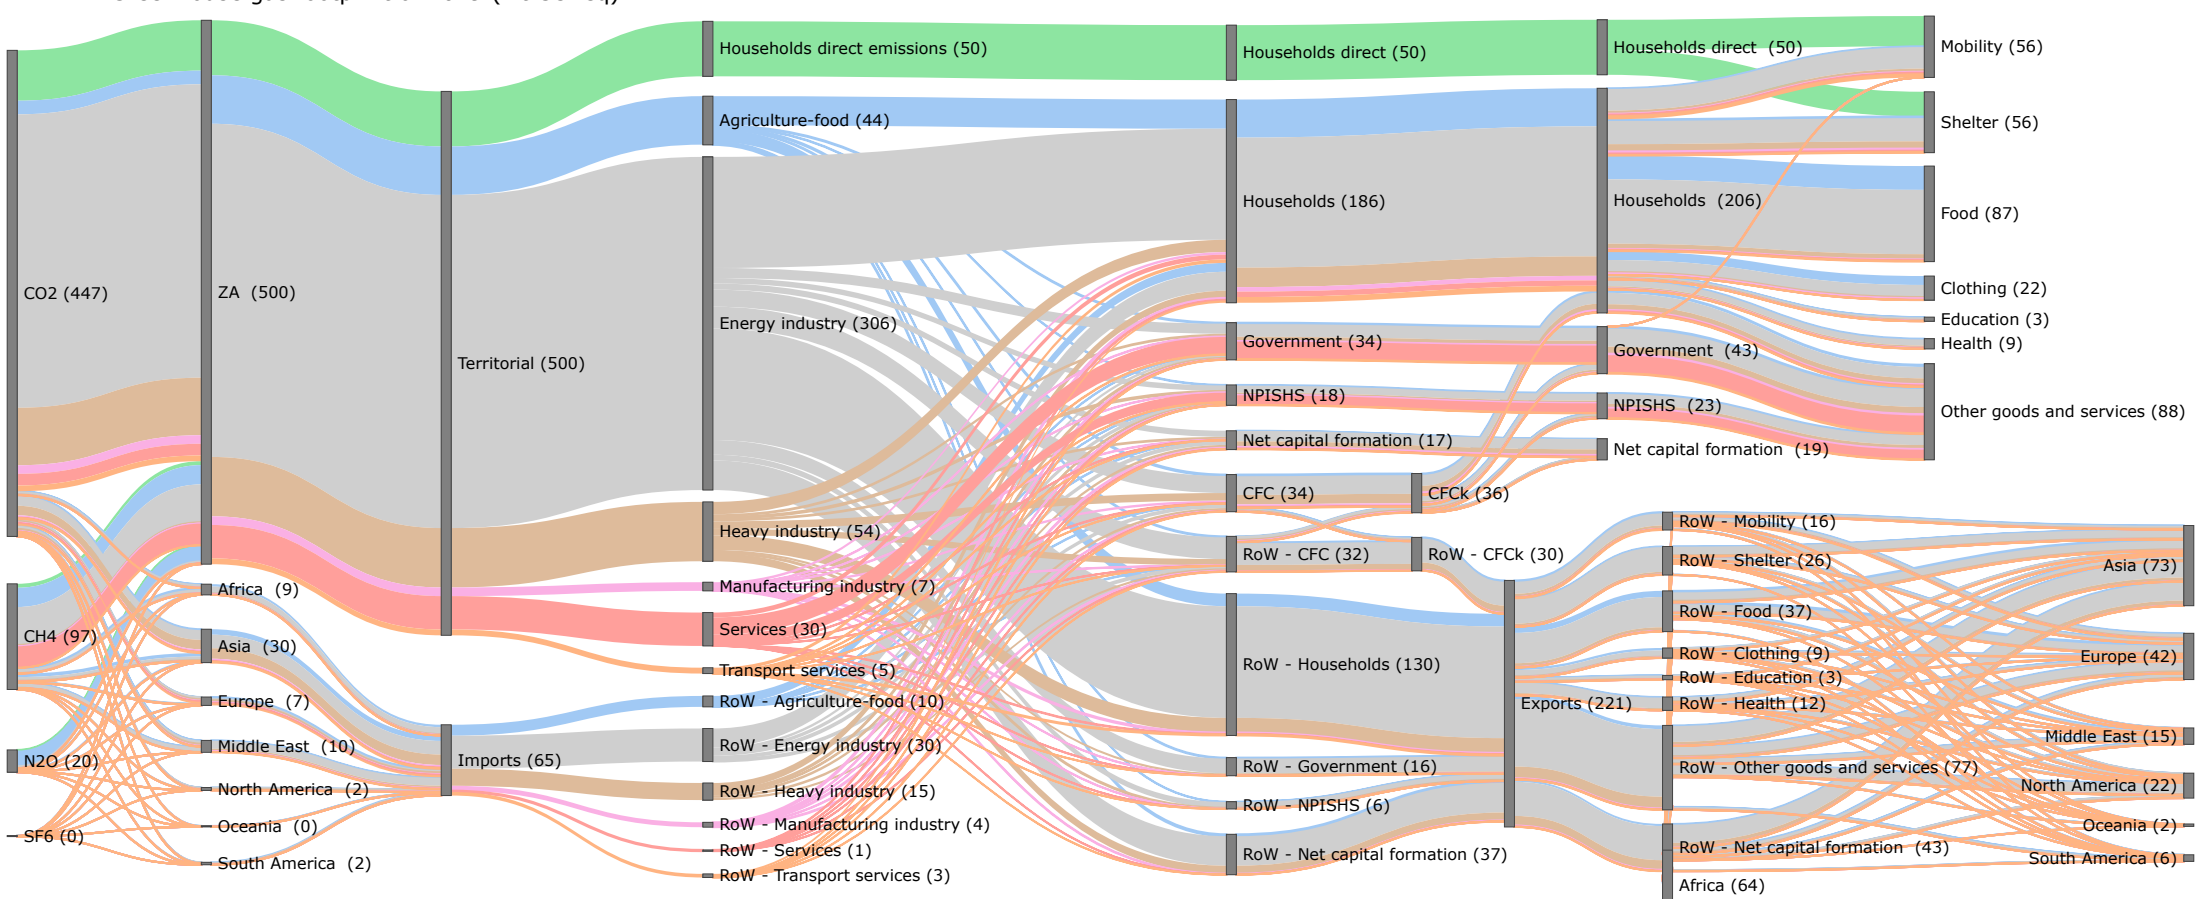 CO2 (447)
CH4 (97)
N2O (20)
SF6 (0)
ZA (500)
Africa (9)
Asia (30)
Europe (7)
Middle East (10)
North America (2)
Oceania (0)
South America (2)
Territorial (500)
Imports (65)
Households direct emissions (50)
Agriculture-food (44)
Energy industry (306)
Heavy industry (54)
Manufacturing industry (7)
Services (30)
Transport services (5)
RoW - Agriculture-food (10)
RoW - Energy industry (30)
RoW - Heavy industry (15)
RoW - Manufacturing industry (4)
RoW - Services (1)
RoW - Transport services (3)
Households direct (50)
Households (186)
Government (34)
NPISHS (18)
Net capital formation (17)
CFC (34)
RoW - CFC (32)
RoW - Households (130)
RoW - Government (16)
RoW - NPISHS (6)
RoW - Net capital formation (37)
CFCk (36)
RoW - CFCk (30)
Exports (221)
Households direct (50)
Households (206)
Government (43)
NPISHS (23)
Net capital formation (19)
RoW - Mobility (16)
RoW - Shelter (26)
RoW - Food (37)
RoW - Clothing (9)
RoW - Education (3)
RoW - Health (12)
RoW - Other goods and services (77)
RoW - Net capital formation (43)
Africa (64)
Mobility (56)
Shelter (56)
Food (87)
Clothing (22)
Education (3)
Health (9)
Other goods and services (88)
Asia (73)
Europe (42)
Middle East (15)
North America (22)
Oceania (2)
South America (6)